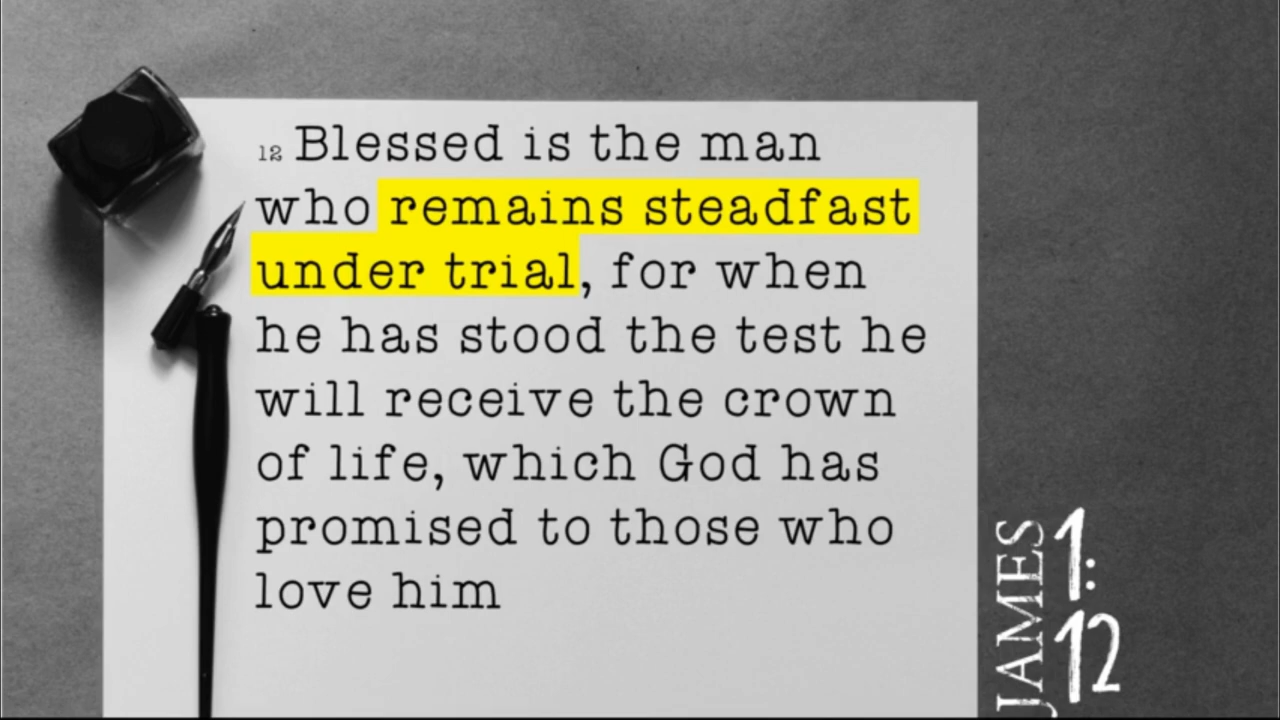 12 Blessed is the man
who remains steadfast
under trial, for when
he has stood the test he
will receive the crown
of life, which God has
promised to those who
love him
JAMES
1:
12